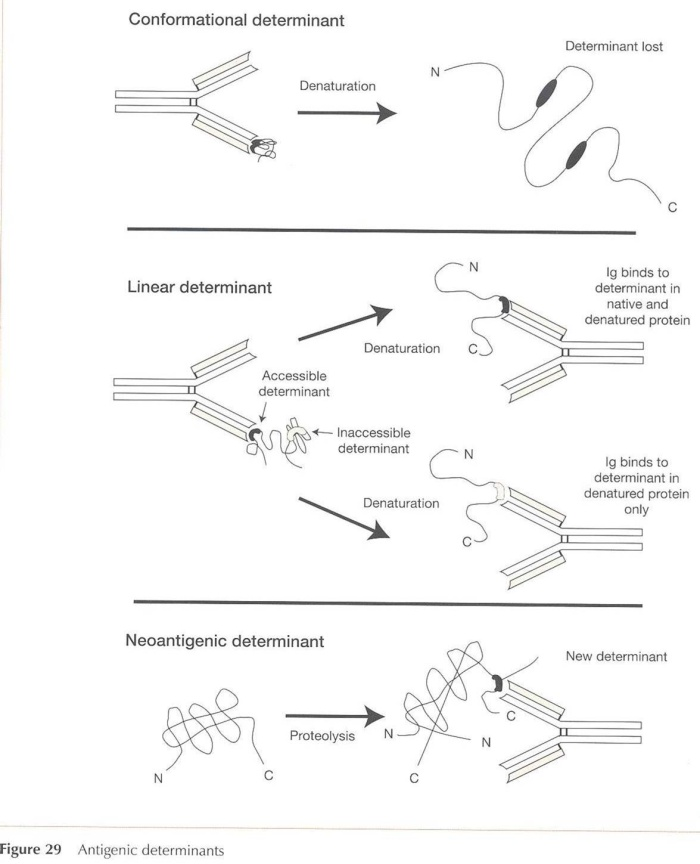 Conformational determinant
Determinant lost
N
Denaturation
C
Linear determinant
N
Ig binds to
determinant in
native and
denatured protein
Denaturation
C
Accessible
determinant
Inaccessible
determinant
N
Ig binds to
determinant in
denatured protein
only
Denaturation
C
Neoantigenic determinant
New determinant
C
Proteolysis
N
N
N
C
C
Figure 29 Antigenic determinants